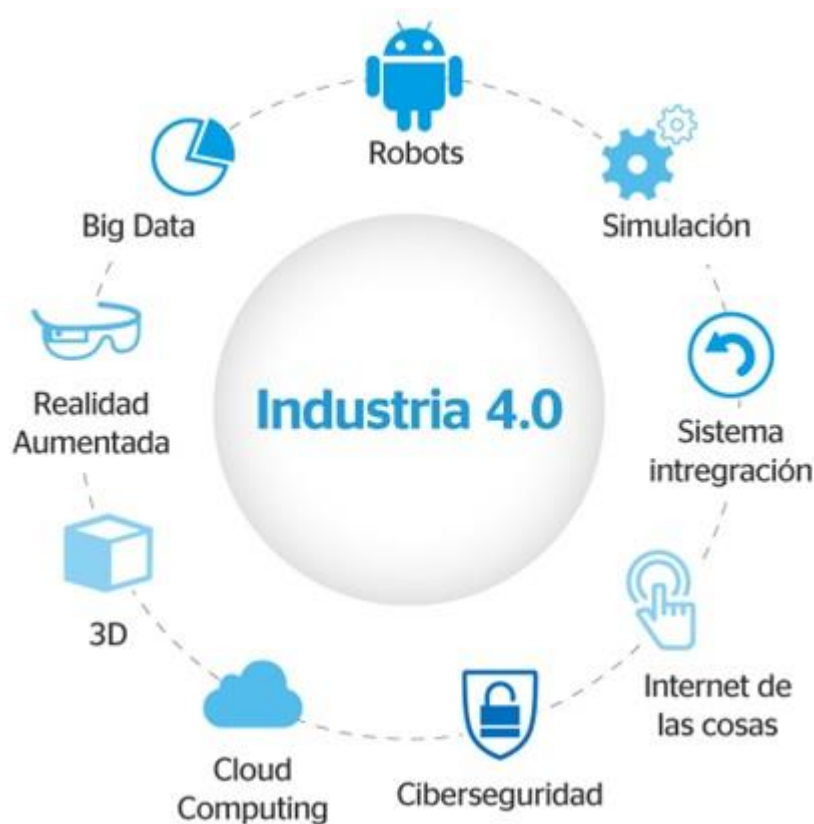 Robots
Simulación
Sistema
intregración
Internet de
las cosas
Ciberseguridad
Cloud
Computing
3D
Realidad
Aumentada
Big Data
Industria 4.0